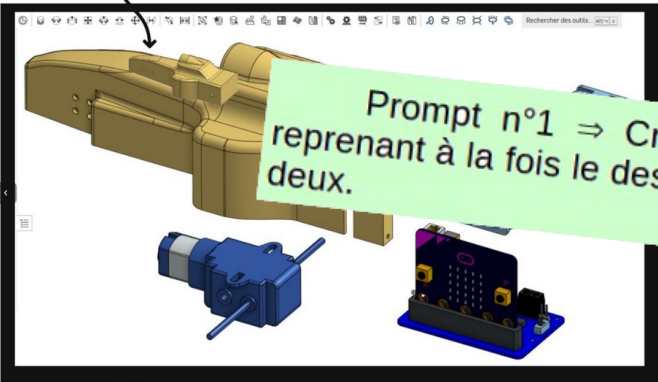 Rechercher des outils...
Prompt n°1 ⇒ Cr
reprenant à la fois le des
deux.